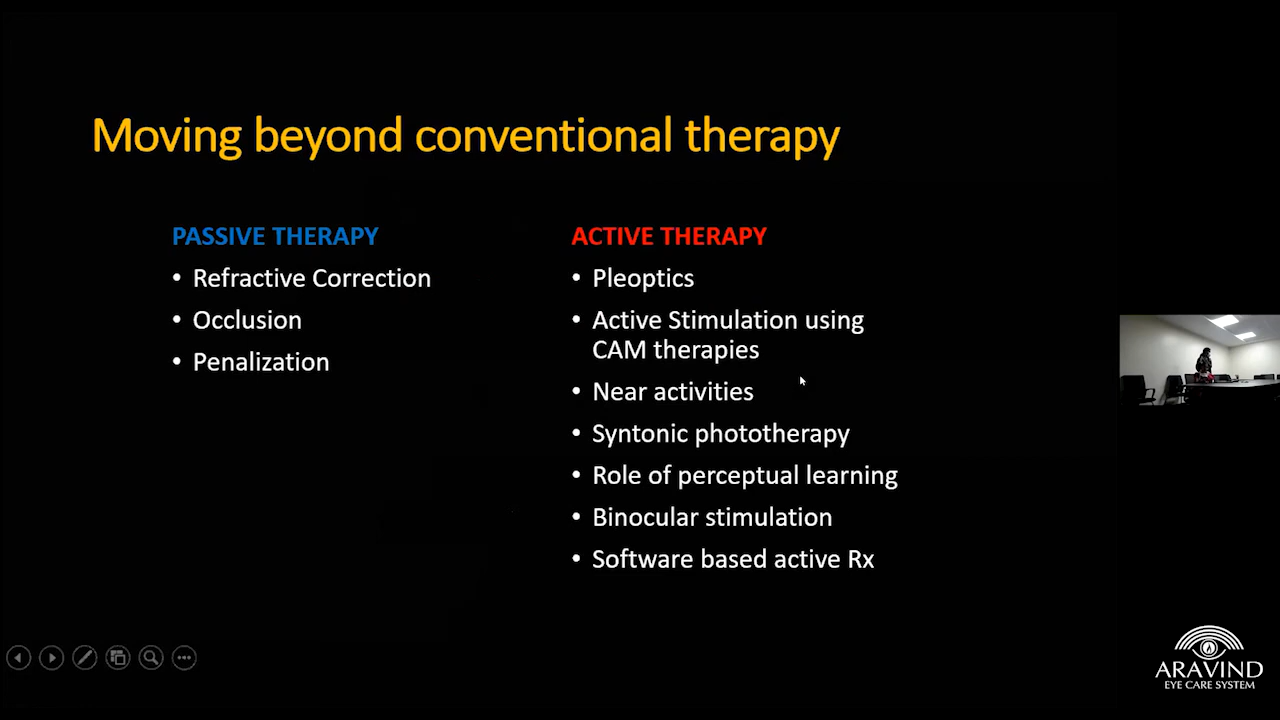 Moving beyond conventional therapy
PASSIVE THERAPY
• Refractive Correction
• Occlusion
• Penalization
ACTIVE THERAPY
• Pleoptics
• Active Stimulation using
CAM therapies
• Near activities
• Syntonic phototherapy
• Role of perceptual learning
• Binocular stimulation
• Software based active Rx
ARAVIND
EYE CARE SYSTEM